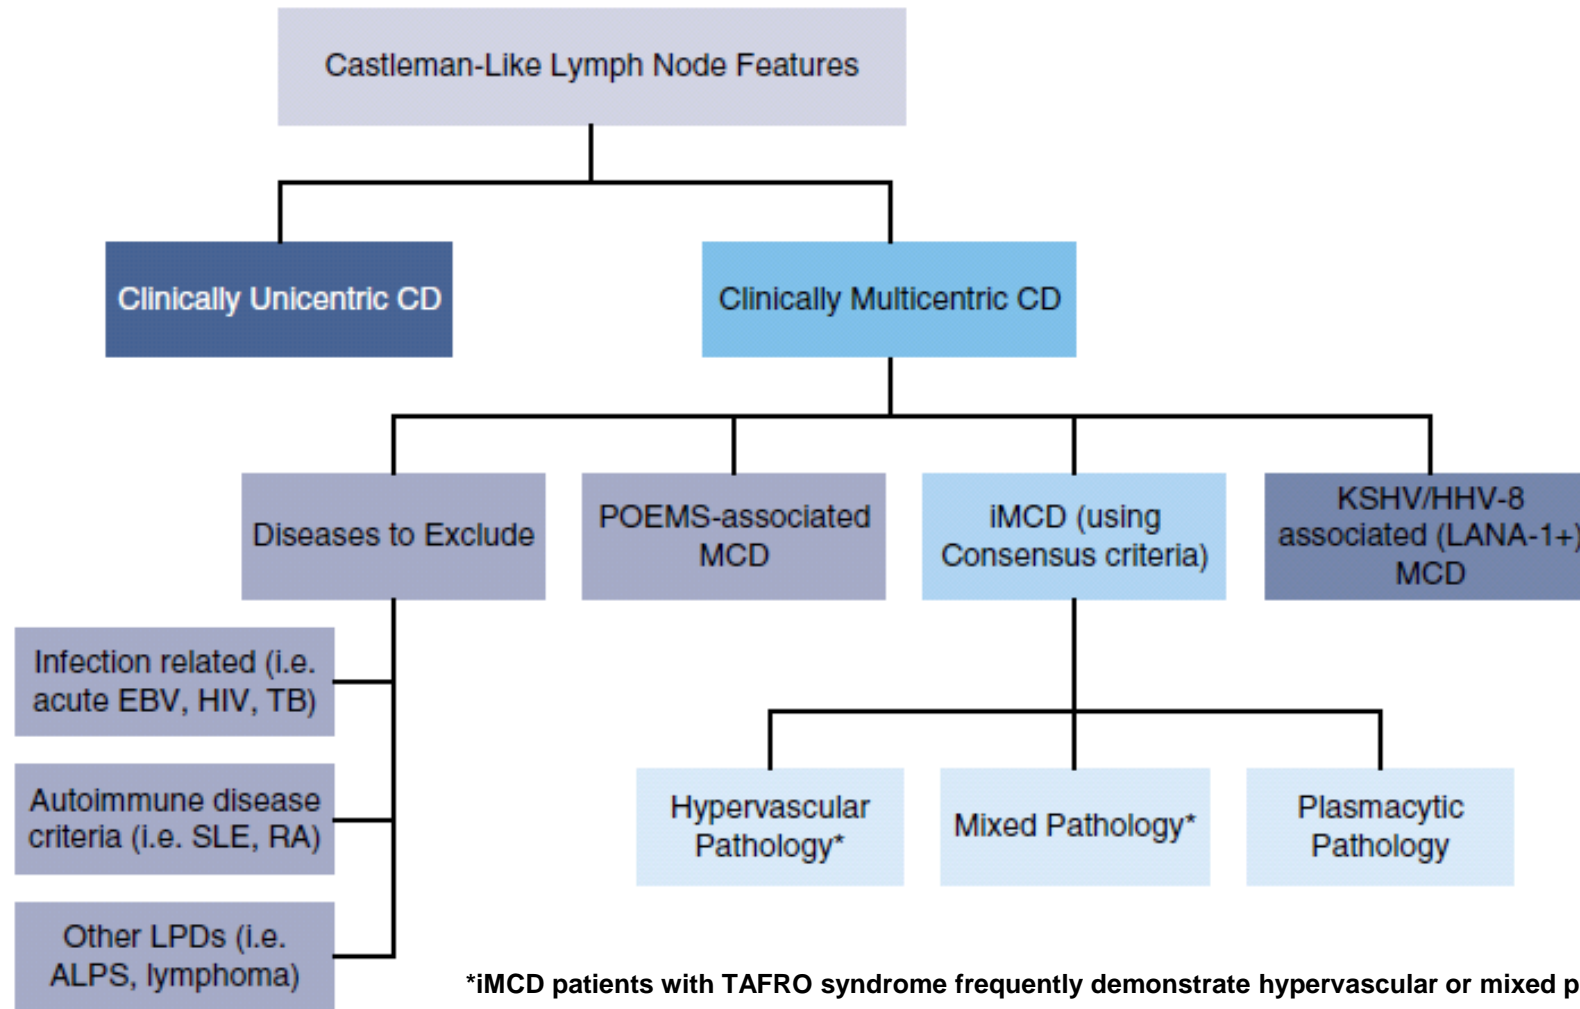 Castleman-Like Lymph Node Features
Clinically Unicentric CD
Clinically Multicentric CD
Diseases to Exclude
POEMS-associated
MCD
iMCD (using
Consensus criteria)
KSHV/HHV-8
associated (LANA-1+)
MCD
Infection related (i.e.
acute EBV, HIV, TB)
Autoimmune disease
criteria (i.e. SLE, RA)
Other LPDs (i.e.
ALPS, lymphoma)
Hypervascular
Pathology*
Mixed Pathology*
Plasmacytic
Pathology
*iMCD patients with TAFRO syndrome frequently demonstrate hypervascular or mixed